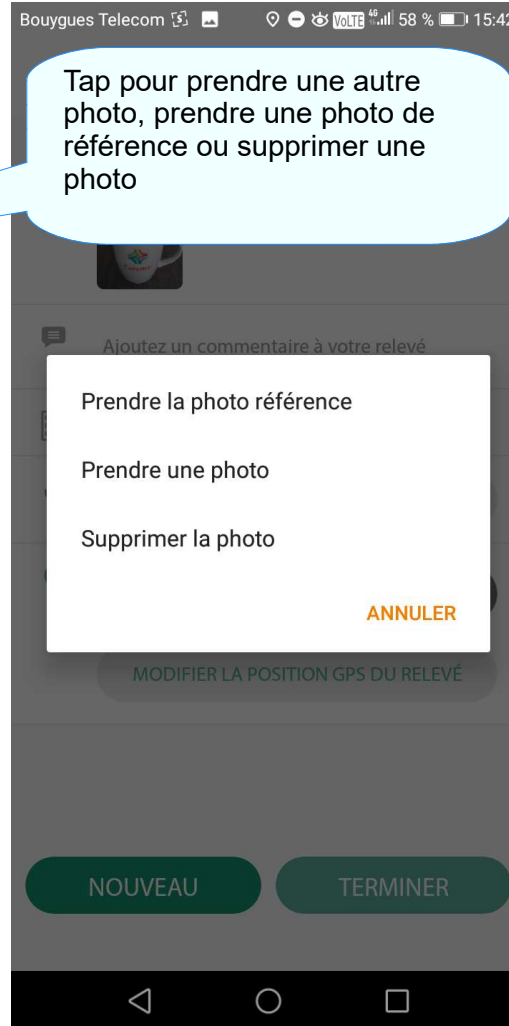 Bouygues Telecom VoLTE 4G 58 % 15:42
Tap pour prendre une autre
photo, prendre une photo de
référence ou supprimer une
photo
Ajoutez un commentaire à votre relevé
Prendre la photo référence
Prendre une photo
Supprimer la photo
ANNULER
MODIFIER LA POSITION GPS DU RELEVÉ
NOUVEAU TERMINER